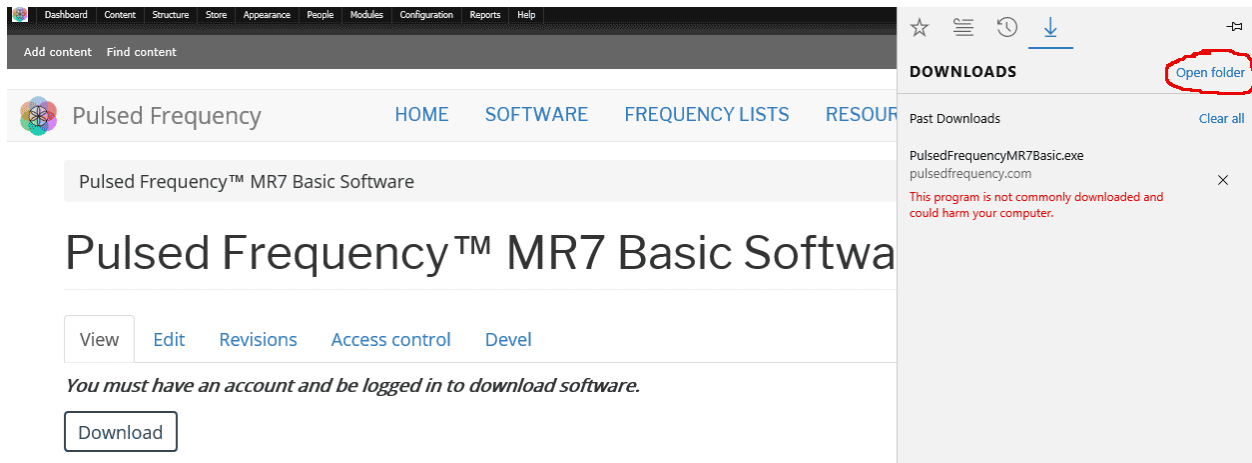 Dashboard Content Structure Store Appearance People Modules Configuration Reports Help
Add content Find content
Pulsed Frequency HOME SOFTWARE FREQUENCY LISTS RESOUR
Pulsed Frequency™ MR7 Basic Software
Pulsed Frequency™ MR7 Basic Softwa
View Edit Revisions Access control Devel
You must have an account and be logged in to download software.
Download
DOWNLOADS Open folder
Past Downloads Clear all
PulsedFrequencyMR7Basic.exe
pulsedfrequency.com
This program is not commonly downloaded and
could harm your computer.